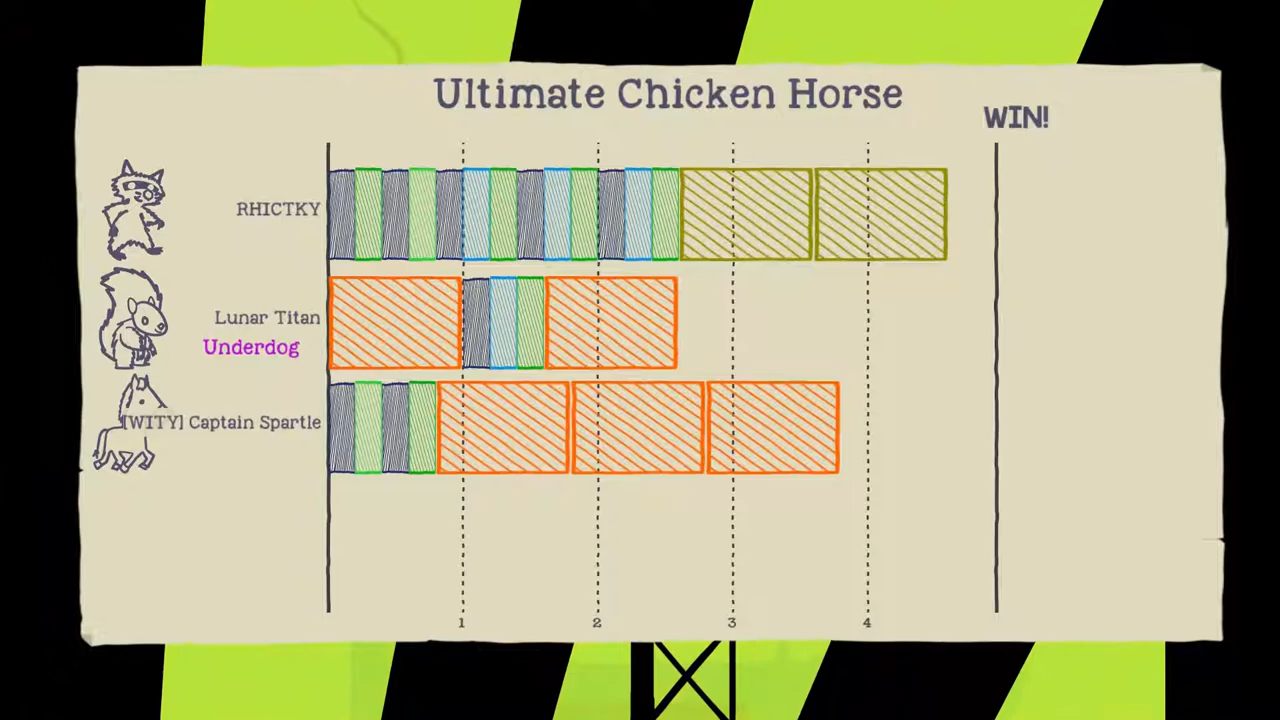 Ultimate Chicken Horse
WIN!
RHICTKY
Lunar Titan
Underdog
[WITY] Captain Spartle
1 2 3 4